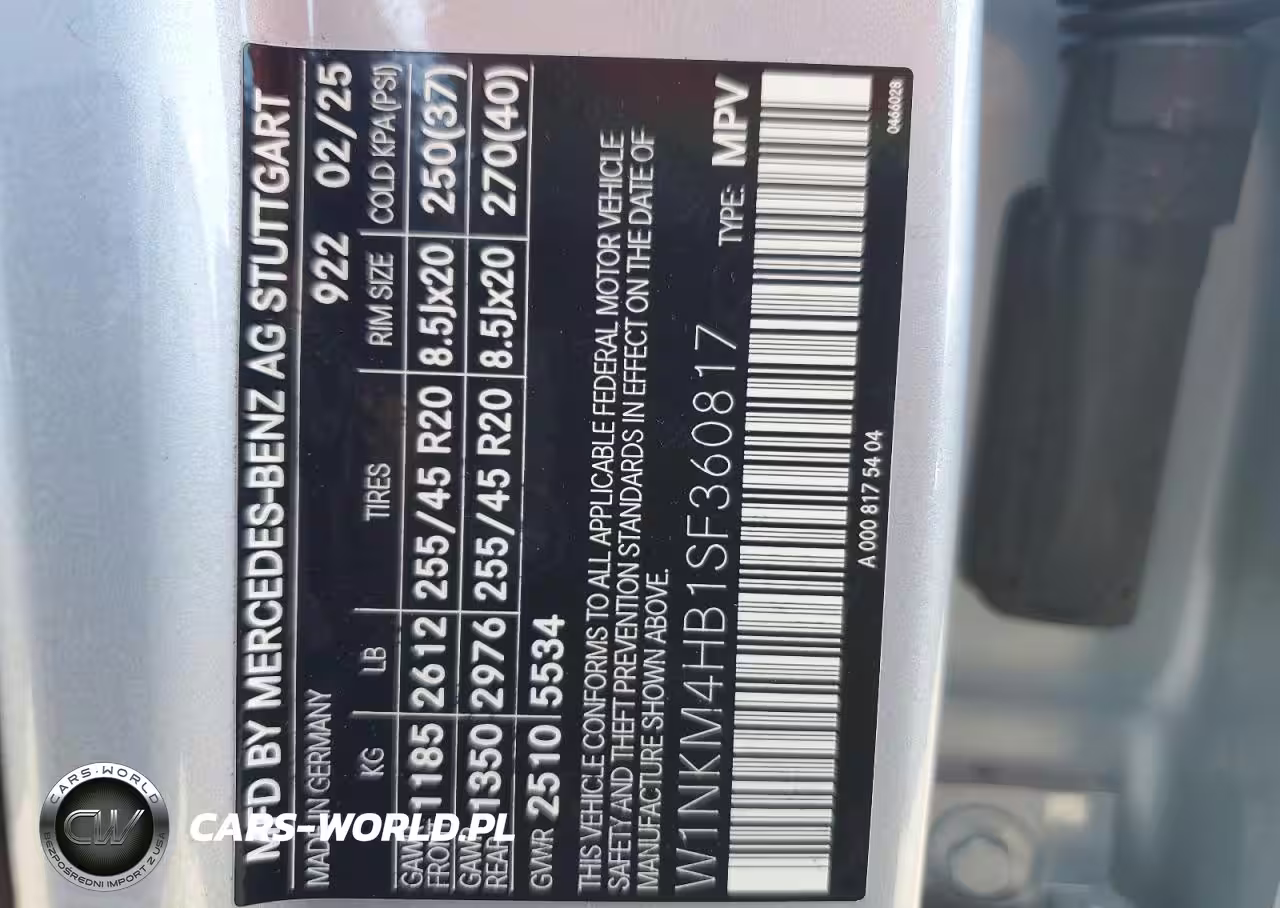 MFD BY MERCEDES-BENZ AG STUTTGART
MADE IN GERMANY 922 02/25
KG LB TIRES RIM SIZE COLD KPA(PSI)
GAWR FRONT 1185 2612 255/45 R20 8.5Jx20 250(37)
GAWR REAR 1350 2976 255/45 R20 8.5Jx20 270(40)
GVWR 2510 5534
THIS VEHICLE CONFORMS TO ALL APPLICABLE FEDERAL MOTOR VEHICLE
SAFETY AND THEFT PREVENTION STANDARDS IN EFFECT ON THE DATE OF
MANUFACTURE SHOWN ABOVE.
W1NKM4HB1SF360817 TYPE: MPV
A 000 817 54 04
0466028
CARS-WORLD
CW
BEZPOŚREDNI IMPORT Z USA
CARS-WORLD.PL